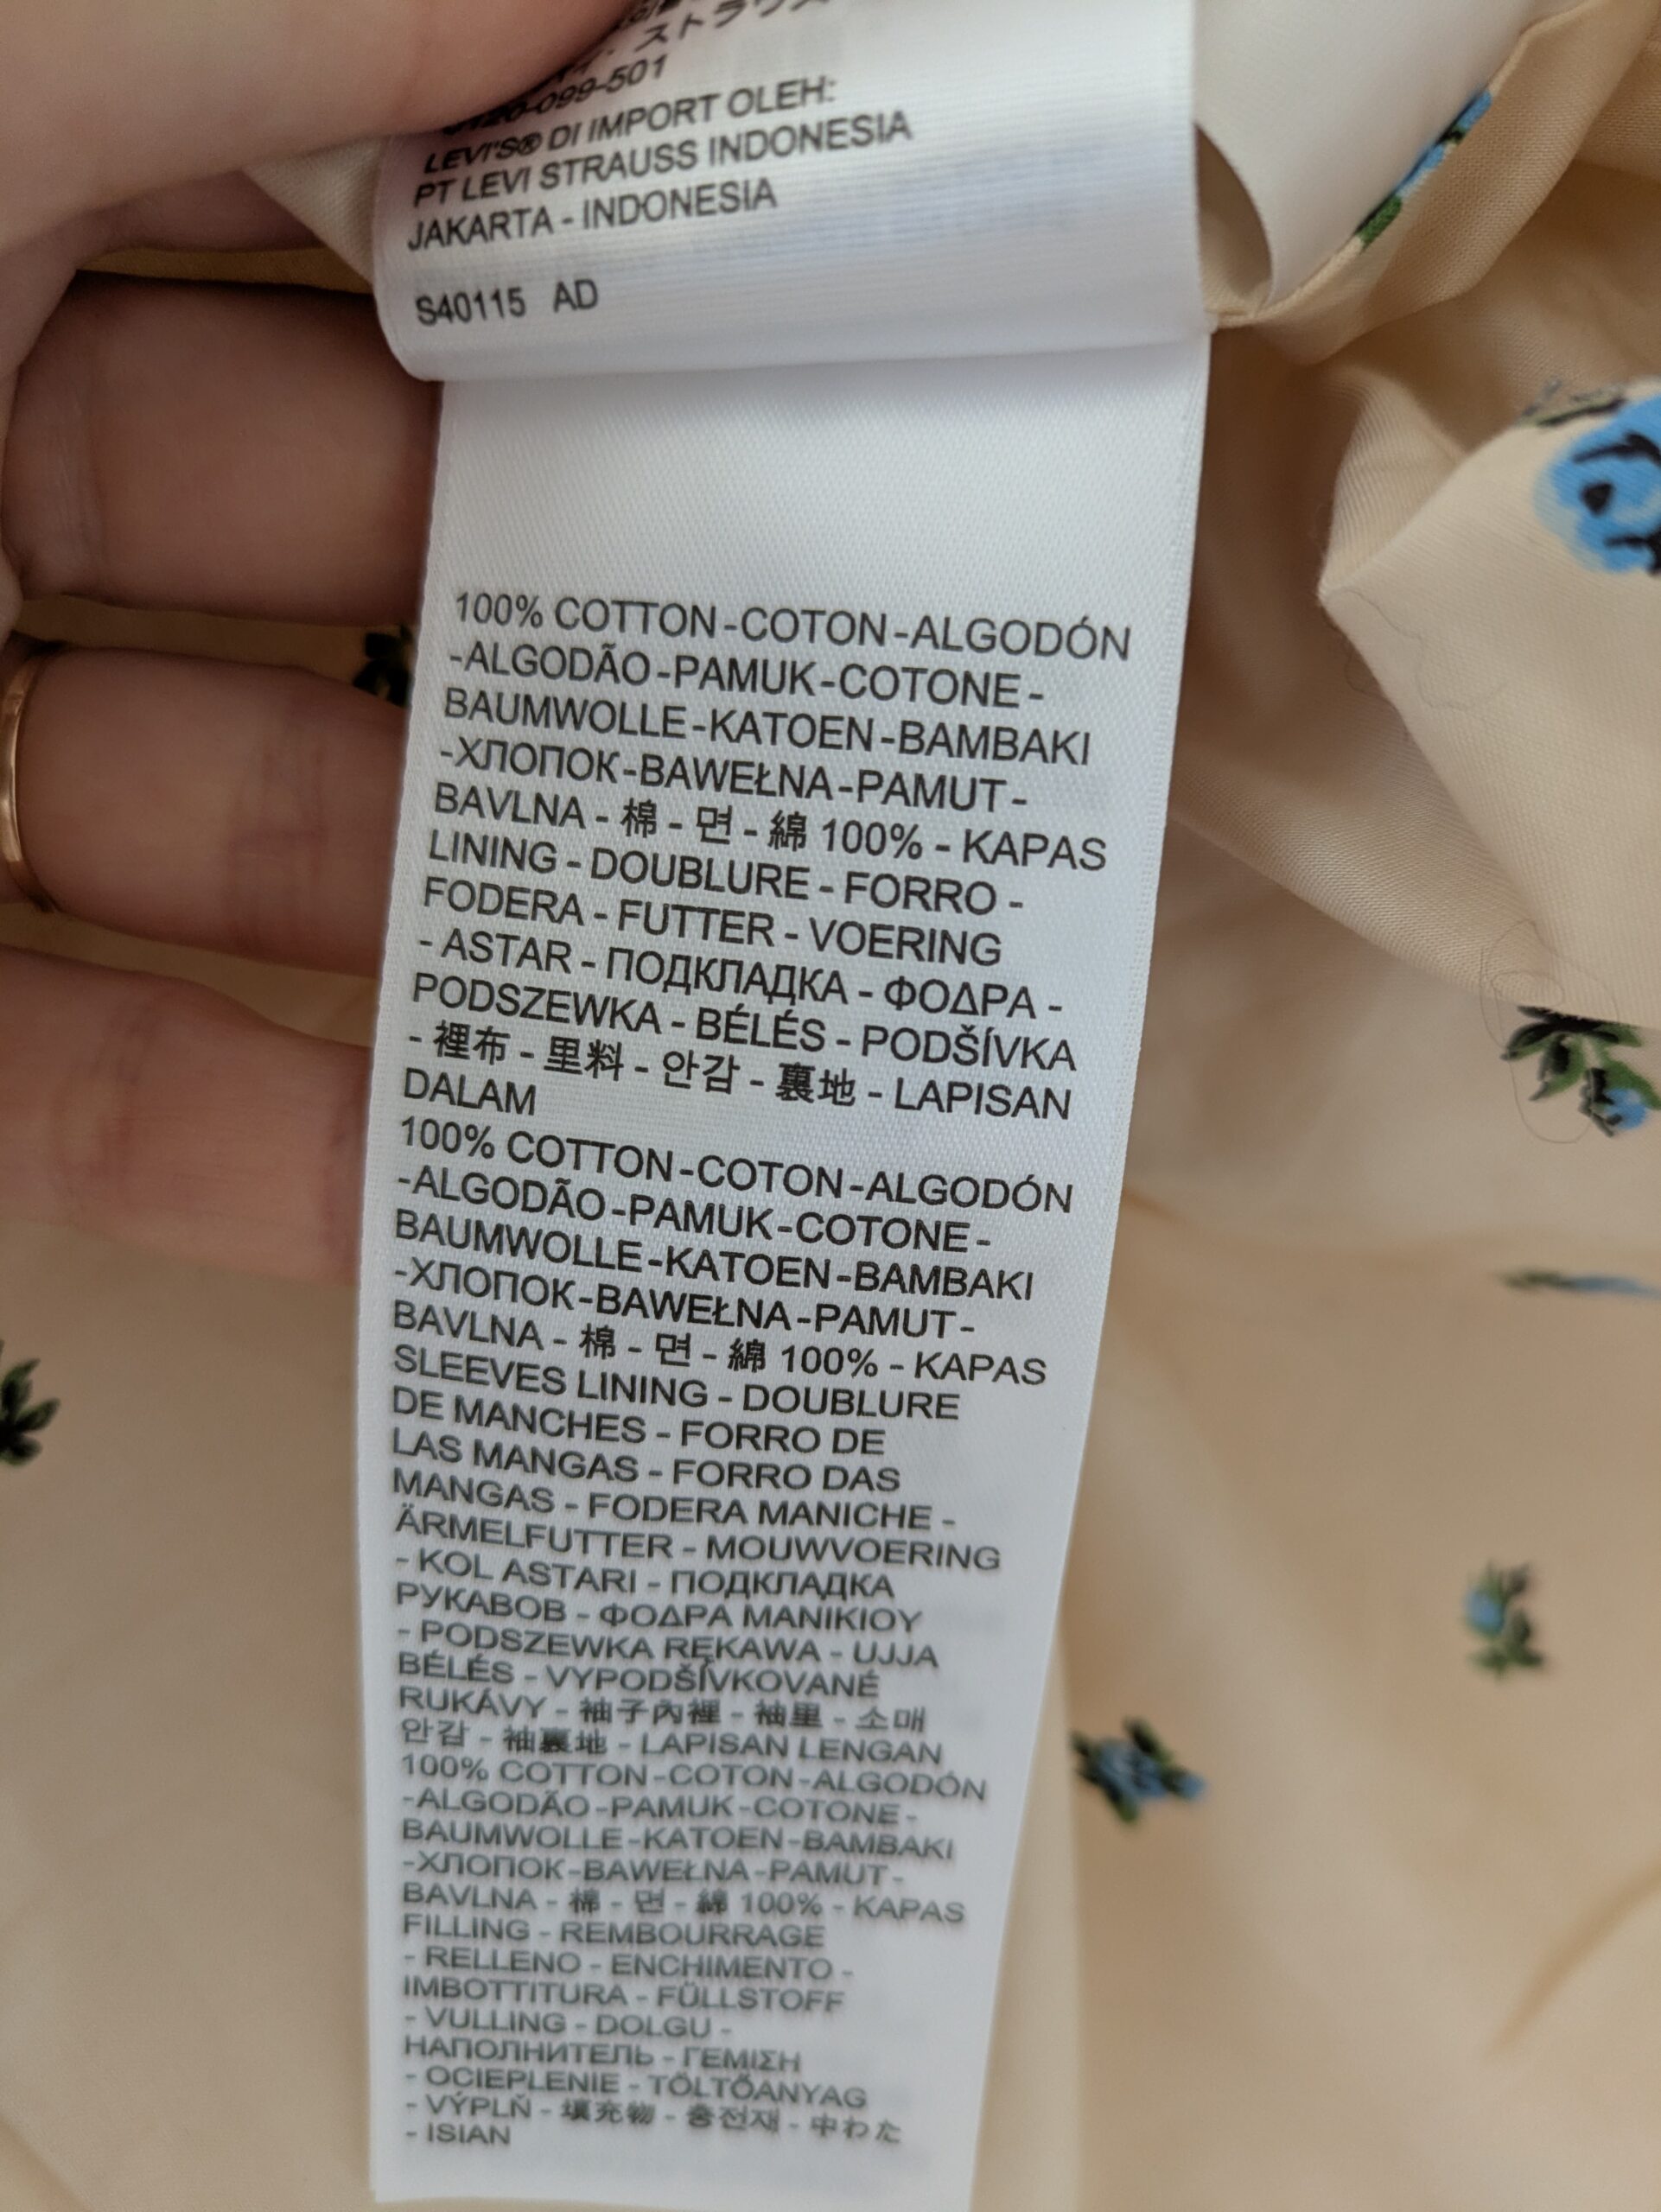 ストラウス
099-501
LEVI'S® DI IMPORT OLEH:
PT LEVI STRAUSS INDONESIA
JAKARTA - INDONESIA
S40115 AD
100% COTTON-COTON-ALGODÓN
-ALGODÃO-PAMUK-COTONE-
BAUMWOLLE-KATOEN-BAMBAKI
-ХЛОПОК-BAWEŁNA-PAMUT-
BAVLNA - 棉 - 면 - 綿 100% - KAPAS
LINING - DOUBLURE - FORRO -
FODERA - FUTTER - VOERING
- ASTAR - ПОДКЛАДКА - ΦΟΔΡΑ -
PODSZEWKA - BÉLÉS - PODŠÍVKA
- 裡布 - 里料 - 안감 - 裏地 - LAPISAN
DALAM
100% COTTON-COTON-ALGODÓN
-ALGODÃO-PAMUK-COTONE-
BAUMWOLLE-KATOEN-BAMBAKI
-ХЛОПОК-BAWEŁNA-PAMUT-
BAVLNA - 棉 - 면 - 綿 100% - KAPAS
SLEEVES LINING - DOUBLURE
DE MANCHES - FORRO DE
LAS MANGAS - FORRO DAS
MANGAS - FODERA MANICHE -
ÄRMELFUTTER - MOUWVOERING
- KOL ASTARI - ПОДКЛАДКА
РУКАВОВ - ΦΟΔΡΑ ΜΑΝΙΚΙΟΥ
- PODSZEWKA RĘKAWA - UJJA
BÉLÉS - VYPODŠÍVKOVANÉ
RUKÁVY - 袖子內裡 - 袖里 - 소매
안감 - 袖裏地 - LAPISAN LENGAN
100% COTTON-COTON-ALGODÓN
-ALGODÃO-PAMUK-COTONE-
BAUMWOLLE-KATOEN-BAMBAKI
-ХЛОПОК-BAWEŁNA-PAMUT-
BAVLNA - 棉 - 면 - 綿 100% - KAPAS
FILLING - REMBOURRAGE
- RELLENO - ENCHIMENTO -
IMBOTTITURA - FÜLLSTOFF
- VULLING - DOLGU -
НАПОЛНИТЕЛЬ - ΓΕΜΙΣΗ
- OCIEPLENIE - TÖLTŐANYAG
- VÝPLŇ - 填充物 - 충전재 - 中わた
- ISIAN